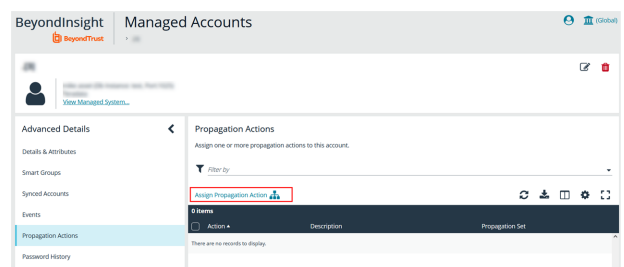 BeyondInsight
BeyondTrust
Managed Accounts
(Global)
View Managed System...
Advanced Details
Details & Attributes
Smart Groups
Synced Accounts
Events
Propagation Actions
Password History
Propagation Actions
Assign one or more propagation actions to this account.
Filter by
Assign Propagation Action
0 items
Action Description Propagation Set
There are no records to display.